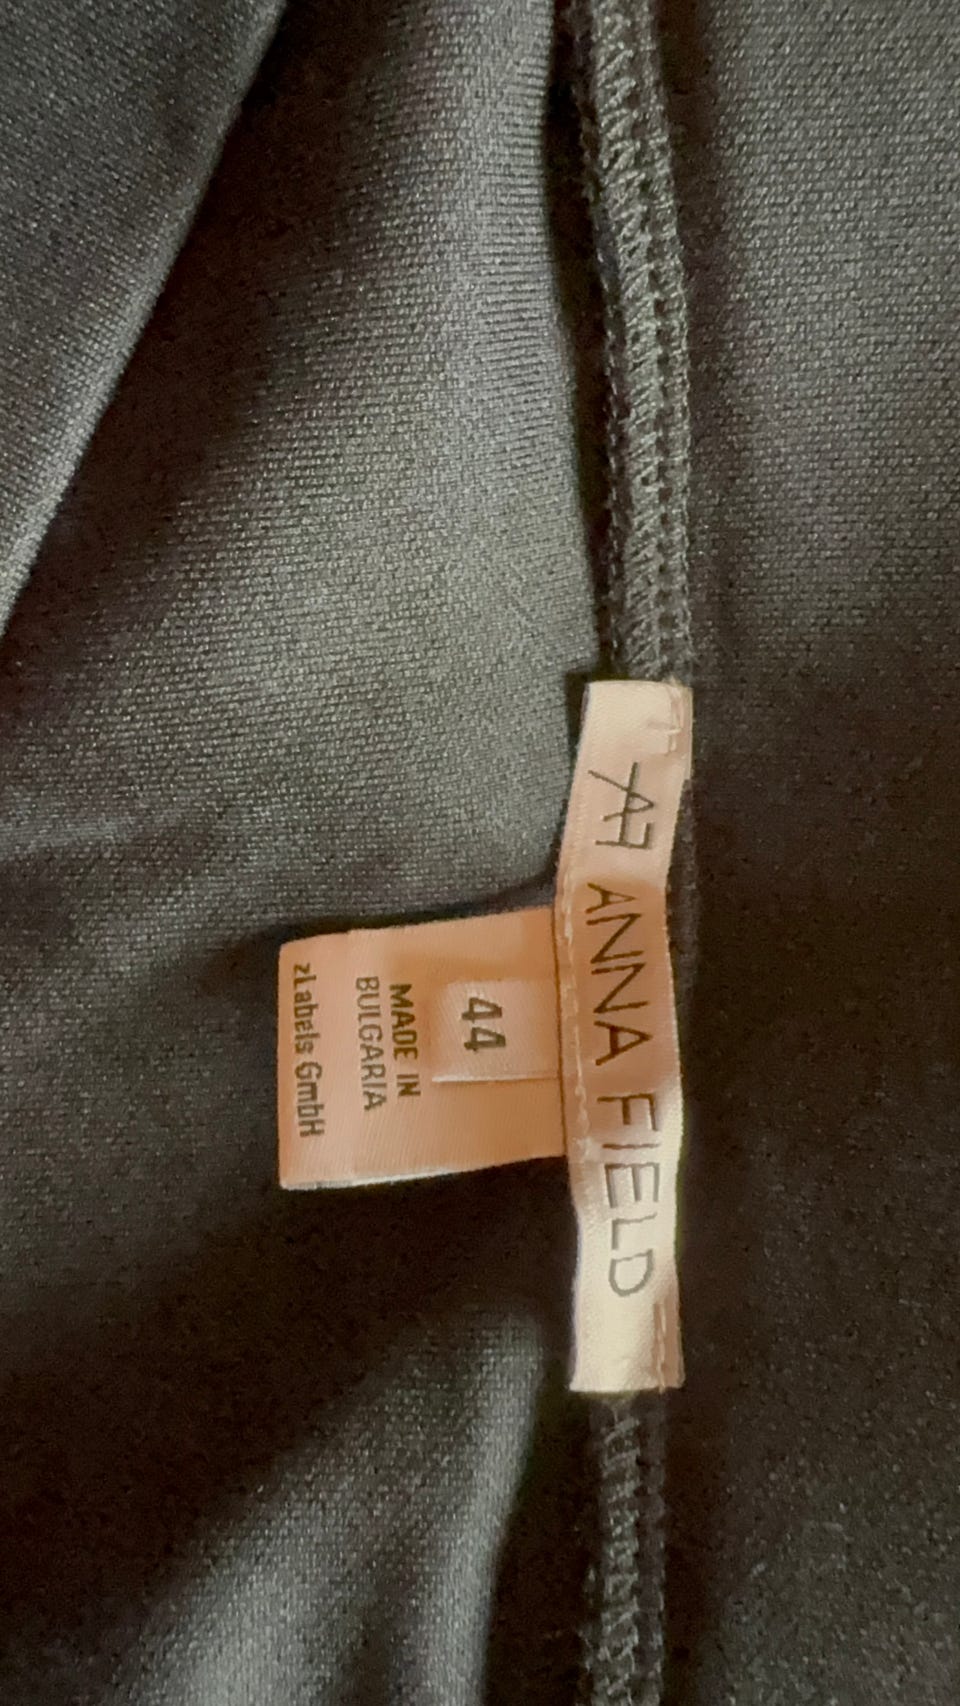 AF ANNA FIELD
44
MADE IN
BULGARIA
zLabels GmbH